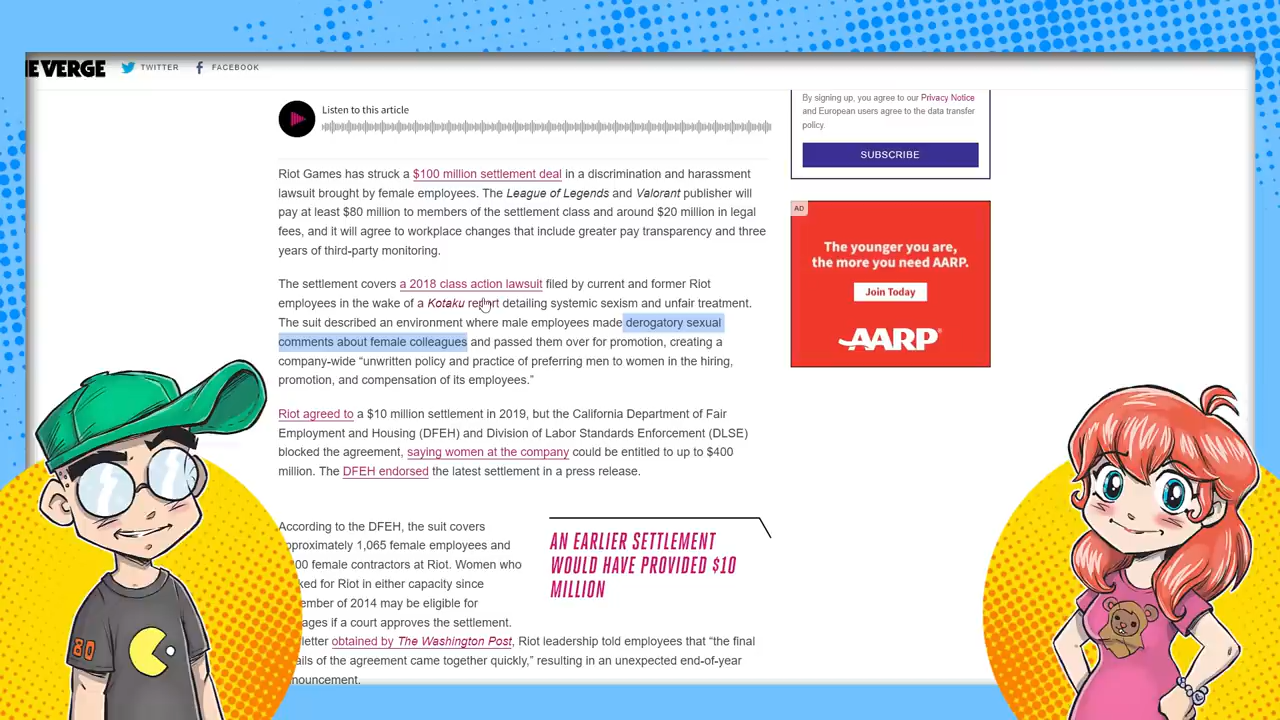 E VERGE
TWITTER
FACEBOOK
Listen to this article
By signing up, you agree to our Privacy Notice
and European users agree to the data transfer
policy.
SUBSCRIBE
Riot Games has struck a $100 million settlement deal in a discrimination and harassment
lawsuit brought by female employees. The League of Legends and Valorant publisher will
pay at least $80 million to members of the settlement class and around $20 million in legal
fees, and it will agree to workplace changes that include greater pay transparency and three
years of third-party monitoring.
AD
The younger you are,
the more you need AARP.
Join Today
AARP
The settlement covers a 2018 class action lawsuit filed by current and former Riot
employees in the wake of a Kotaku report detailing systemic sexism and unfair treatment.
The suit described an environment where male employees made derogatory sexual
comments about female colleagues and passed them over for promotion, creating a
company-wide “unwritten policy and practice of preferring men to women in the hiring,
promotion, and compensation of its employees.”
Riot agreed to a $10 million settlement in 2019, but the California Department of Fair
Employment and Housing (DFEH) and Division of Labor Standards Enforcement (DLSE)
blocked the agreement, saying women at the company could be entitled to up to $400
million. The DFEH endorsed the latest settlement in a press release.
According to the DFEH, the suit covers
pproximately 1,065 female employees and
00 female contractors at Riot. Women who
ked for Riot in either capacity since
ember of 2014 may be eligible for
ages if a court approves the settlement.
AN EARLIER SETTLEMENT
WOULD HAVE PROVIDED $10
MILLION
letter obtained by The Washington Post, Riot leadership told employees that “the final
ails of the agreement came together quickly,” resulting in an unexpected end-of-year
nouncement.
80